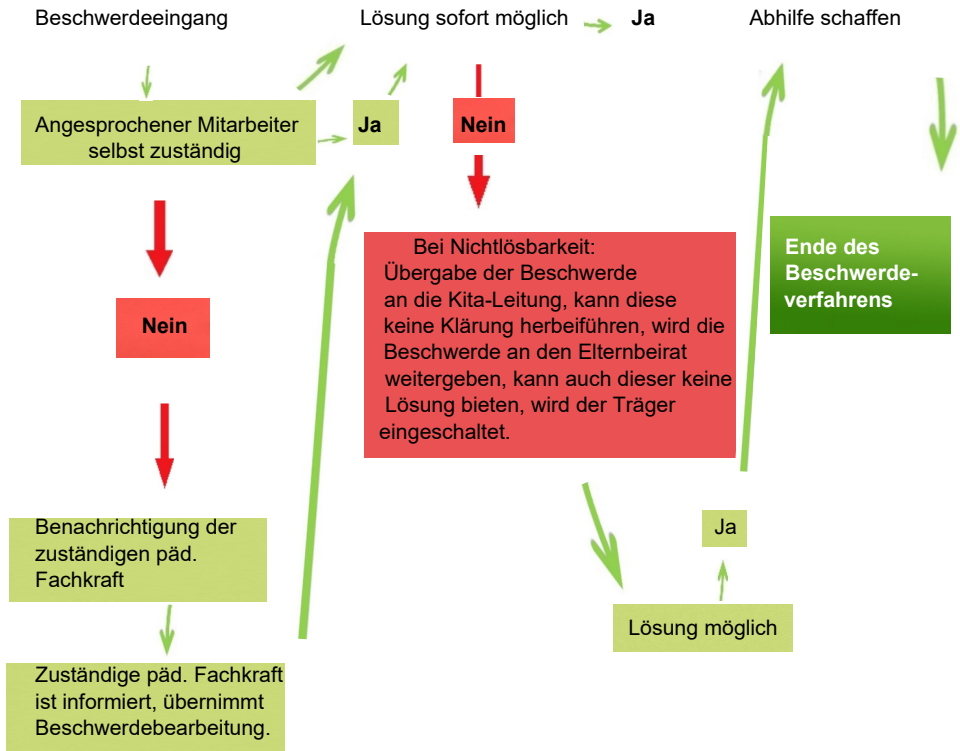 Beschwerdeeingang
Angesprochener Mitarbeiter
selbst zuständig
Ja
Nein
Benachrichtigung der
zuständigen päd.
Fachkraft
Zuständige päd. Fachkraft
ist informiert, übernimmt
Beschwerdebearbeitung.
Lösung sofort möglich
Ja
Nein
Bei Nichtlösbarkeit:
Übergabe der Beschwerde
an die Kita-Leitung, kann diese
keine Klärung herbeiführen, wird die
Beschwerde an den Elternbeirat
weitergeben, kann auch dieser keine
Lösung bieten, wird der Träger
eingeschaltet.
Lösung möglich
Ja
Abhilfe schaffen
Ende des
Beschwerde-
verfahrens